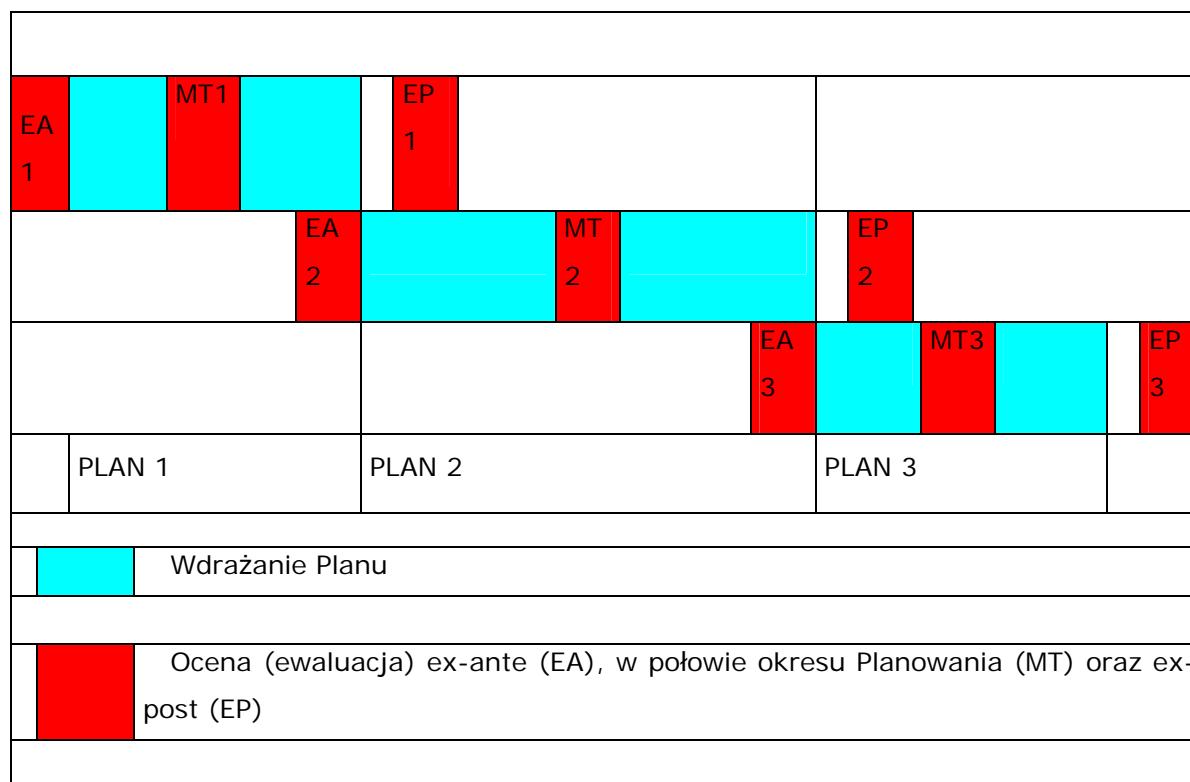 EA
1
MT1
EP
1
EA
2
MT
2
EP
2
EA
3
MT3
EP
3
PLAN 1
PLAN 2
PLAN 3
Wdrażanie Planu
Ocena (ewaluacja) ex-ante (EA), w połowie okresu Planowania (MT) oraz ex-
post (EP)